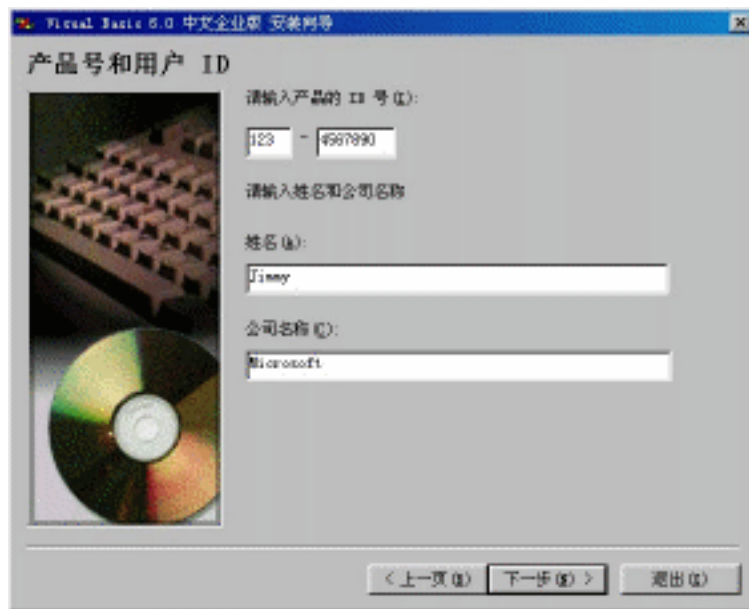 Visual Basic 6.0 中文企业版 安装向导
产品号和用户 ID
请输入产品的 ID 号(I):
123 - 4567890
请输入姓名和公司名称
姓名(A):
Jimmy
公司名称(C):
Microsoft
< 上一页(B) 下一步(N) > 退出(X)